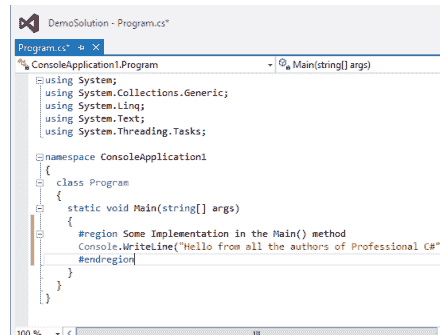 DemoSolution - Program.cs*
Program.cs*
ConsoleApplication1.Program Main(string[] args)
using System;
using System.Collections.Generic;
using System.Linq;
using System.Text;
using System.Threading.Tasks;
namespace ConsoleApplication1
{
class Program
{
static void Main(string[] args)
{
#region Some Implementation in the Main() method
Console.WriteLine("Hello from all the authors of Professional C#"
#endregion
}
}
}
100 %